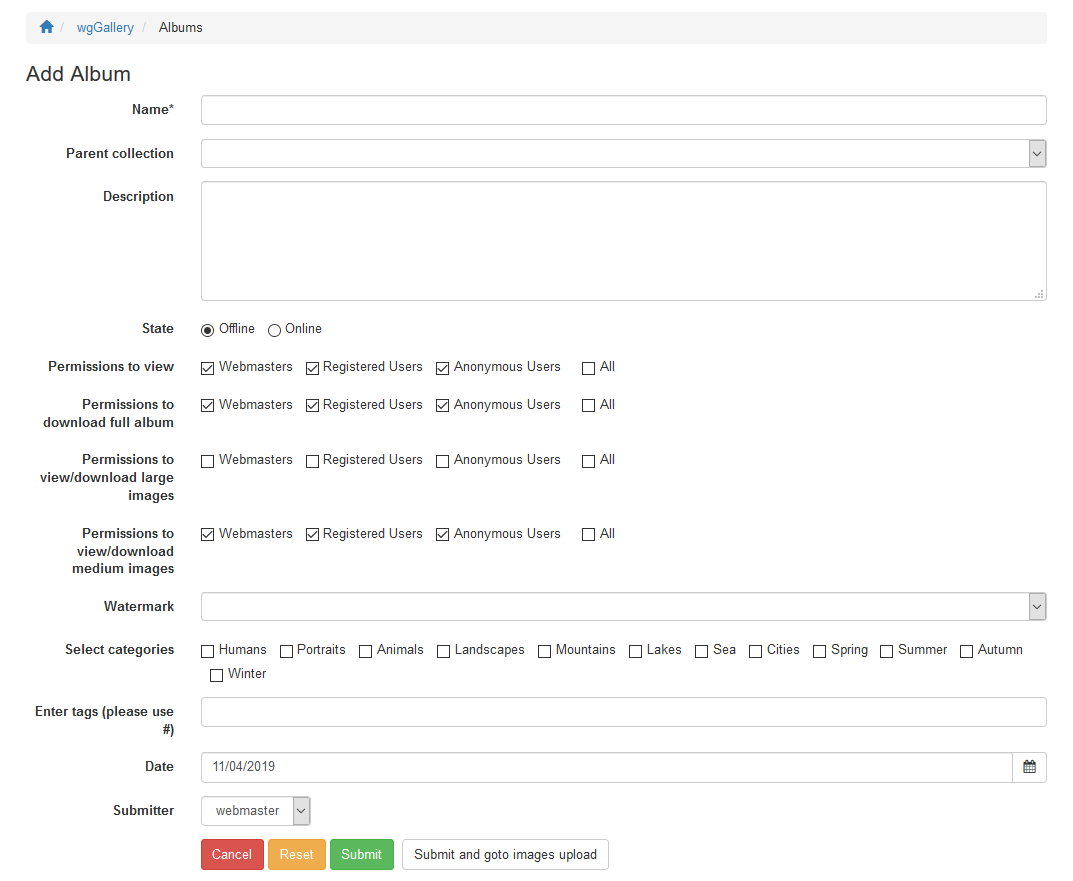 / wgGallery / Albums
Add Album
Name*
Parent collection
Description
State Offline Online
Permissions to view Webmasters Registered Users Anonymous Users All
Permissions to Webmasters Registered Users Anonymous Users All
download full album
Permissions to Webmasters Registered Users Anonymous Users All
view/download large
images
Permissions to Webmasters Registered Users Anonymous Users All
view/download
medium images
Watermark
Select categories Humans Portraits Animals Landscapes Mountains Lakes Sea Cities Spring Summer Autumn
Winter
Enter tags (please use
#)
Date 11/04/2019
Submitter webmaster
Cancel Reset Submit Submit and goto images upload